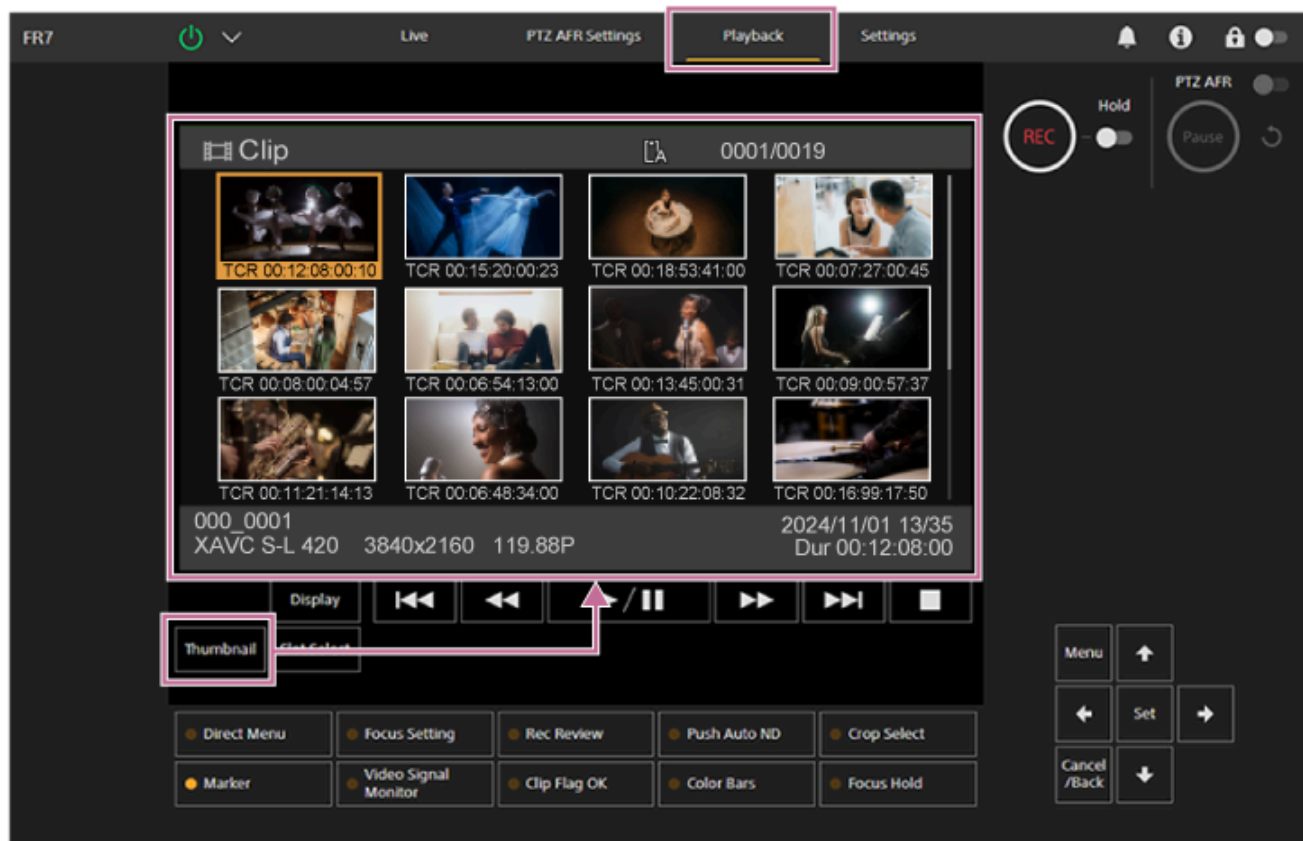 FR7
Live
PTZ AFR Settings
Playback
Settings
PTZ AFR
Hold
REC
Pause
Clip
A
0001/0019
TCR 00:12:08:00:10
TCR 00:15:20:00:23
TCR 00:18:53:41:00
TCR 00:07:27:00:45
TCR 00:08:00:04:57
TCR 00:06:54:13:00
TCR 00:13:45:00:31
TCR 00:09:00:57:37
TCR 00:11:21:14:13
TCR 00:06:48:34:00
TCR 00:10:22:08:32
TCR 00:16:99:17:50
000_0001
2024/11/01 13/35
XAVC S-L 420 3840x2160 119.88P
Dur 00:12:08:00
Display
Thumbnail
Slot Select
Menu
Set
Cancel
/Back
Direct Menu
Focus Setting
Rec Review
Push Auto ND
Crop Select
Marker
Video Signal
Monitor
Clip Flag OK
Color Bars
Focus Hold